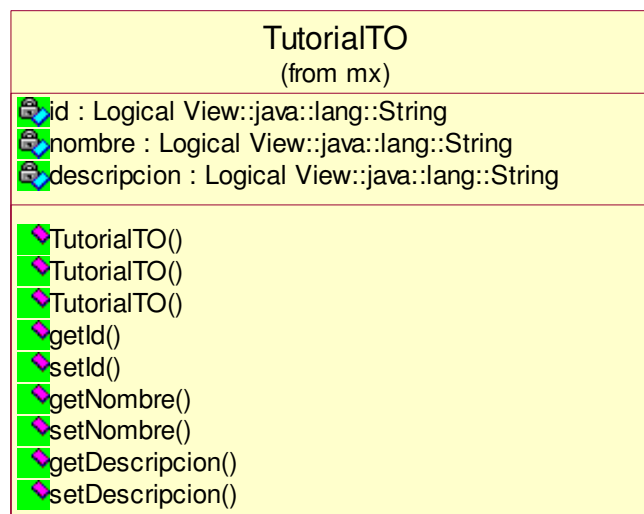 TutorialTO
(from mx)
id : Logical View::java::lang::String
nombre : Logical View::java::lang::String
descripcion : Logical View::java::lang::String
TutorialTO()
TutorialTO()
TutorialTO()
getId()
setId()
getNombre()
setNombre()
getDescripcion()
setDescripcion()